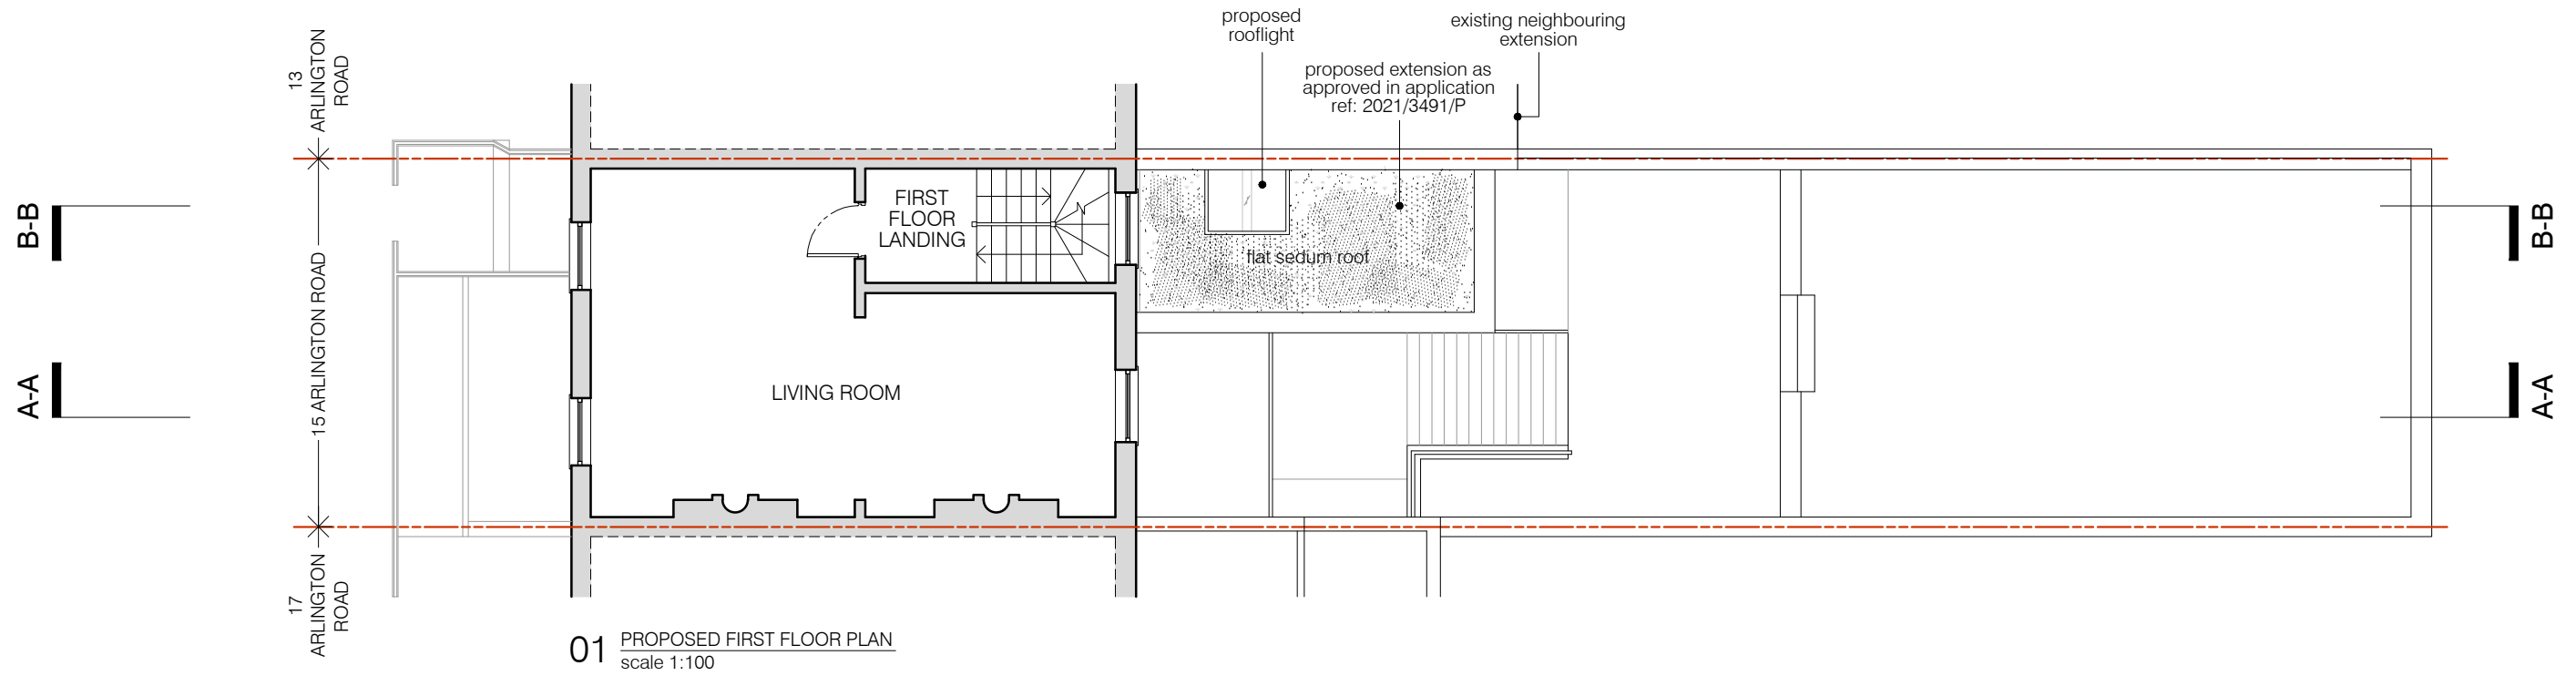 proposed
rooflight
existing neighbouring
extension
proposed extension as
approved in application
ref: 2021/3491/P
13
ARLINGTON
ROAD
15 ARLINGTON ROAD
17
ARLINGTON
ROAD
B-B
A-A
FIRST
FLOOR
LANDING
LIVING ROOM
flat sedum roof
B-B
A-A
01 PROPOSED FIRST FLOOR PLAN
scale 1:100